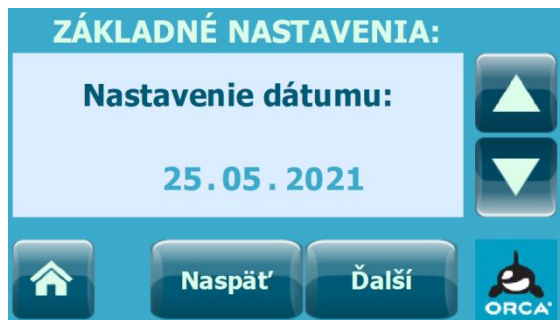 ZÁKLADNÉ NASTAVENIA:
Nastavenie dátumu:
25.05.2021
Naspäť
Ďalší
ORCA